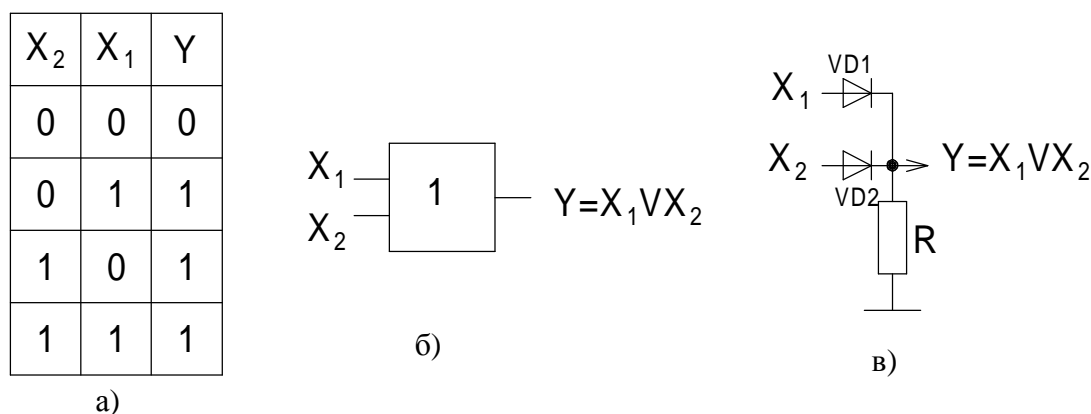 X2 X1 Y
0 0 0
0 1 1
1 0 1
1 1 1
а)
X1
X2
1
Y=X1VX2
б)
VD1
X1
X2
VD2
Y=X1VX2
R
в)